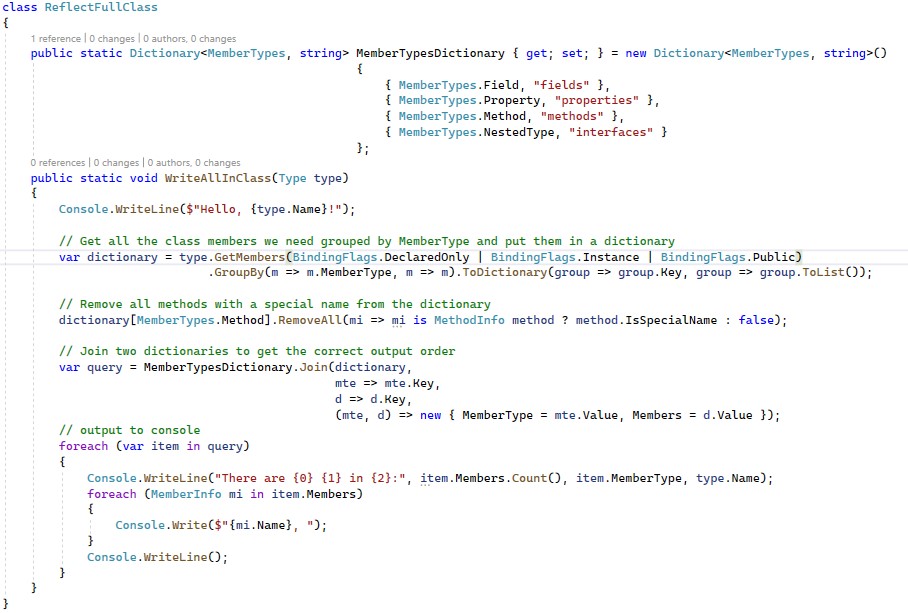 class ReflectFullClass
{
1 reference | 0 changes | 0 authors, 0 changes
public static Dictionary<MemberTypes, string> MemberTypesDictionary { get; set; } = new Dictionary<MemberTypes, string>()
{
{ MemberTypes.Field, "fields" },
{ MemberTypes.Property, "properties" },
{ MemberTypes.Method, "methods" },
{ MemberTypes.NestedType, "interfaces" }
};
0 references | 0 changes | 0 authors, 0 changes
public static void WriteAllInClass(Type type)
{
Console.WriteLine($"Hello, {type.Name}!");
// Get all the class members we need grouped by MemberType and put them in a dictionary
var dictionary = type.GetMembers(BindingFlags.DeclaredOnly | BindingFlags.Instance | BindingFlags.Public)
.GroupBy(m => m.MemberType, m => m).ToDictionary(group => group.Key, group => group.ToList());
// Remove all methods with a special name from the dictionary
dictionary[MemberTypes.Method].RemoveAll(mi => mi is MethodInfo method ? method.IsSpecialName : false);
// Join two dictionaries to get the correct output order
var query = MemberTypesDictionary.Join(dictionary,
mte => mte.Key,
d => d.Key,
(mte, d) => new { MemberType = mte.Value, Members = d.Value });
// output to console
foreach (var item in query)
{
Console.WriteLine("There are {0} {1} in {2}:", item.Members.Count(), item.MemberType, type.Name);
foreach (MemberInfo mi in item.Members)
{
Console.Write($"{mi.Name}, ");
}
Console.WriteLine();
}
}
}